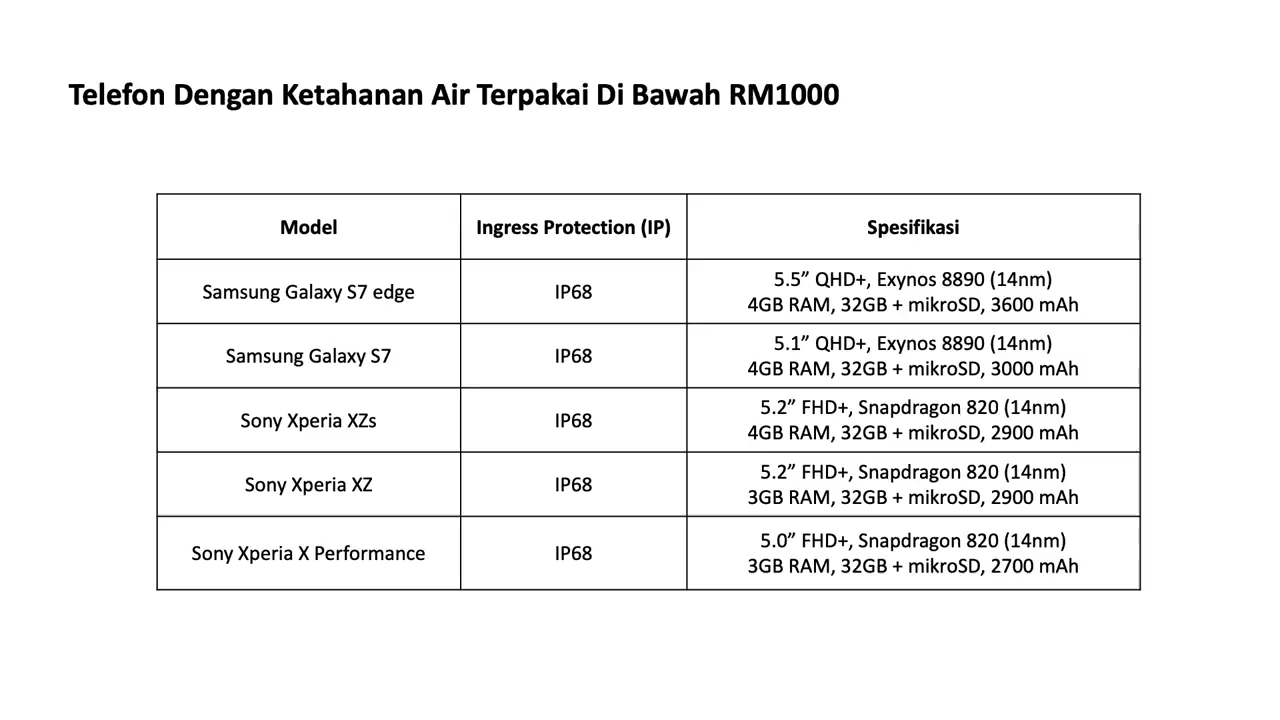 Telefon Dengan Ketahanan Air Terpakai Di Bawah RM1000
Model
Ingress Protection (IP)
Spesifikasi
Samsung Galaxy S7 edge
IP68
5.5” QHD+, Exynos 8890 (14nm)
4GB RAM, 32GB + mikroSD, 3600 mAh
Samsung Galaxy S7
IP68
5.1” QHD+, Exynos 8890 (14nm)
4GB RAM, 32GB + mikroSD, 3000 mAh
Sony Xperia XZs
IP68
5.2” FHD+, Snapdragon 820 (14nm)
4GB RAM, 32GB + mikroSD, 2900 mAh
Sony Xperia XZ
IP68
5.2” FHD+, Snapdragon 820 (14nm)
3GB RAM, 32GB + mikroSD, 2900 mAh
Sony Xperia X Performance
IP68
5.0” FHD+, Snapdragon 820 (14nm)
3GB RAM, 32GB + mikroSD, 2700 mAh